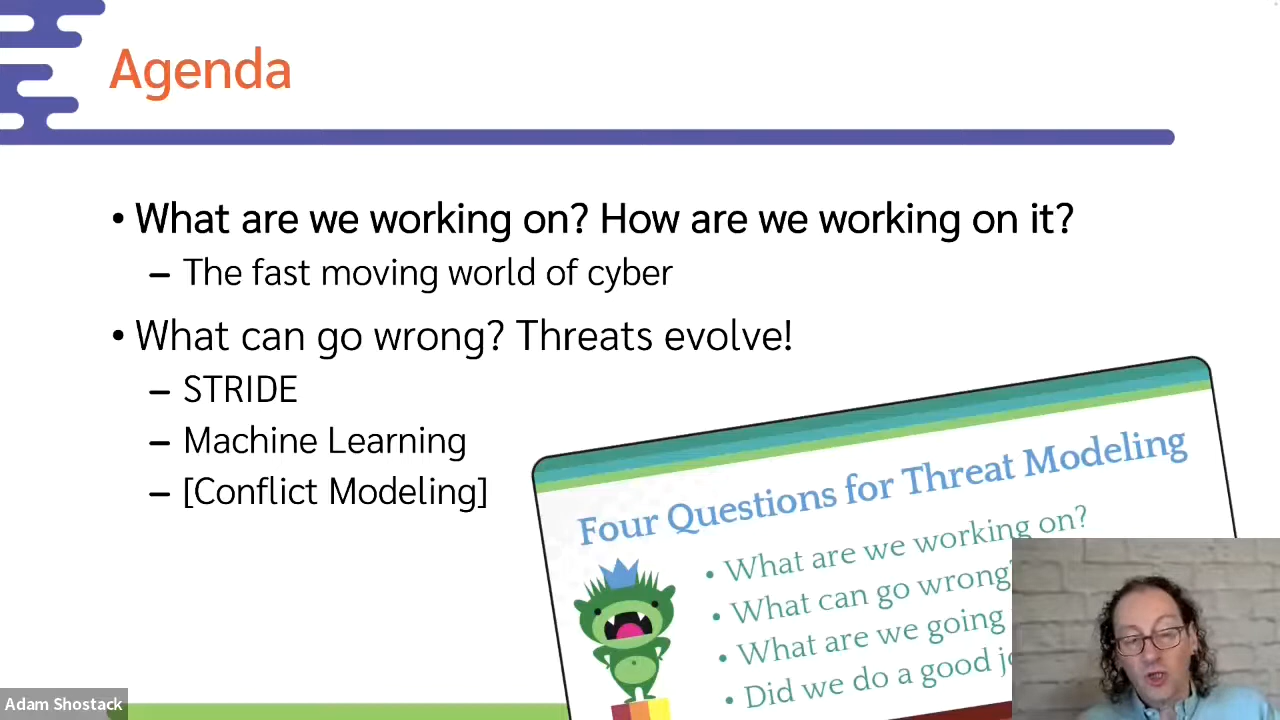 Agenda
• What are we working on? How are we working on it?
– The fast moving world of cyber
• What can go wrong? Threats evolve!
– STRIDE
– Machine Learning
– [Conflict Modeling]
Four Questions for Threat Modeling
• What are we working on?
• What can go wrong?
• What are we going
• Did we do a good
Adam Shostack